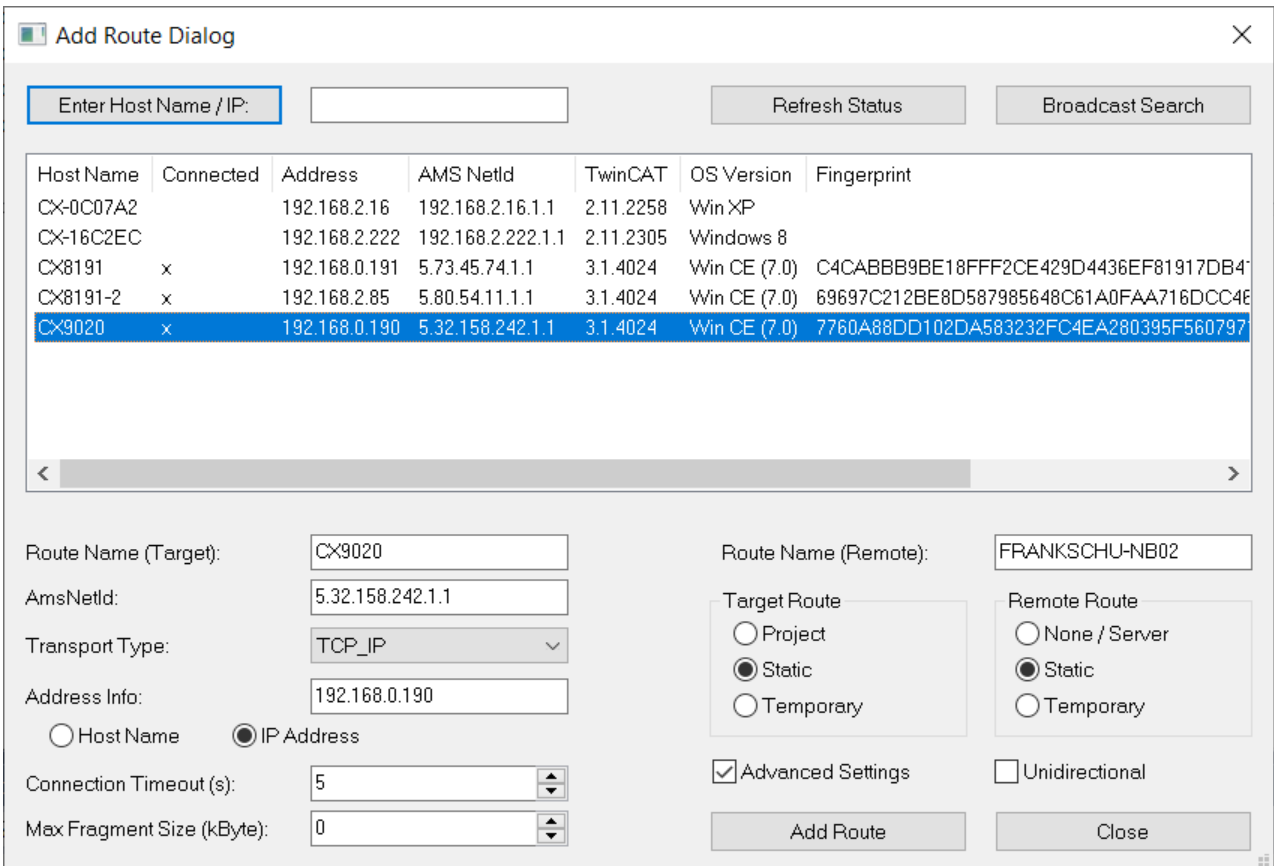 Add Route Dialog
Enter Host Name / IP:
Refresh Status
Broadcast Search
Host Name Connected Address AMS NetId TwinCAT OS Version Fingerprint
CX-0C07A2 192.168.2.16 192.168.2.16.1.1 2.11.2258 Win XP
CX-16C2EC 192.168.2.222 192.168.2.222.1.1 2.11.2305 Windows 8
CX8191 x 192.168.0.191 5.73.45.74.1.1 3.1.4024 Win CE (7.0) C4CABBB9BE18FFF2CE429D4436EF81917DB4
CX8191-2 x 192.168.2.85 5.80.54.11.1.1 3.1.4024 Win CE (7.0) 69697C212BE8D587985648C61A0FAA716DCC46
CX9020 x 192.168.0.190 5.32.158.242.1.1 3.1.4024 Win CE (7.0) 7760A88DD102DA583232FC4EA280395F560797
Route Name (Target): CX9020
Route Name (Remote): FRANKSCHU-NB02
AmsNetId: 5.32.158.242.1.1
Target Route
Remote Route
Transport Type: TCP_IP
Project
None / Server
Static
Static
Address Info: 192.168.0.190
Temporary
Temporary
Host Name IP Address
Connection Timeout (s): 5
Advanced Settings
Unidirectional
Max Fragment Size (kByte): 0
Add Route
Close